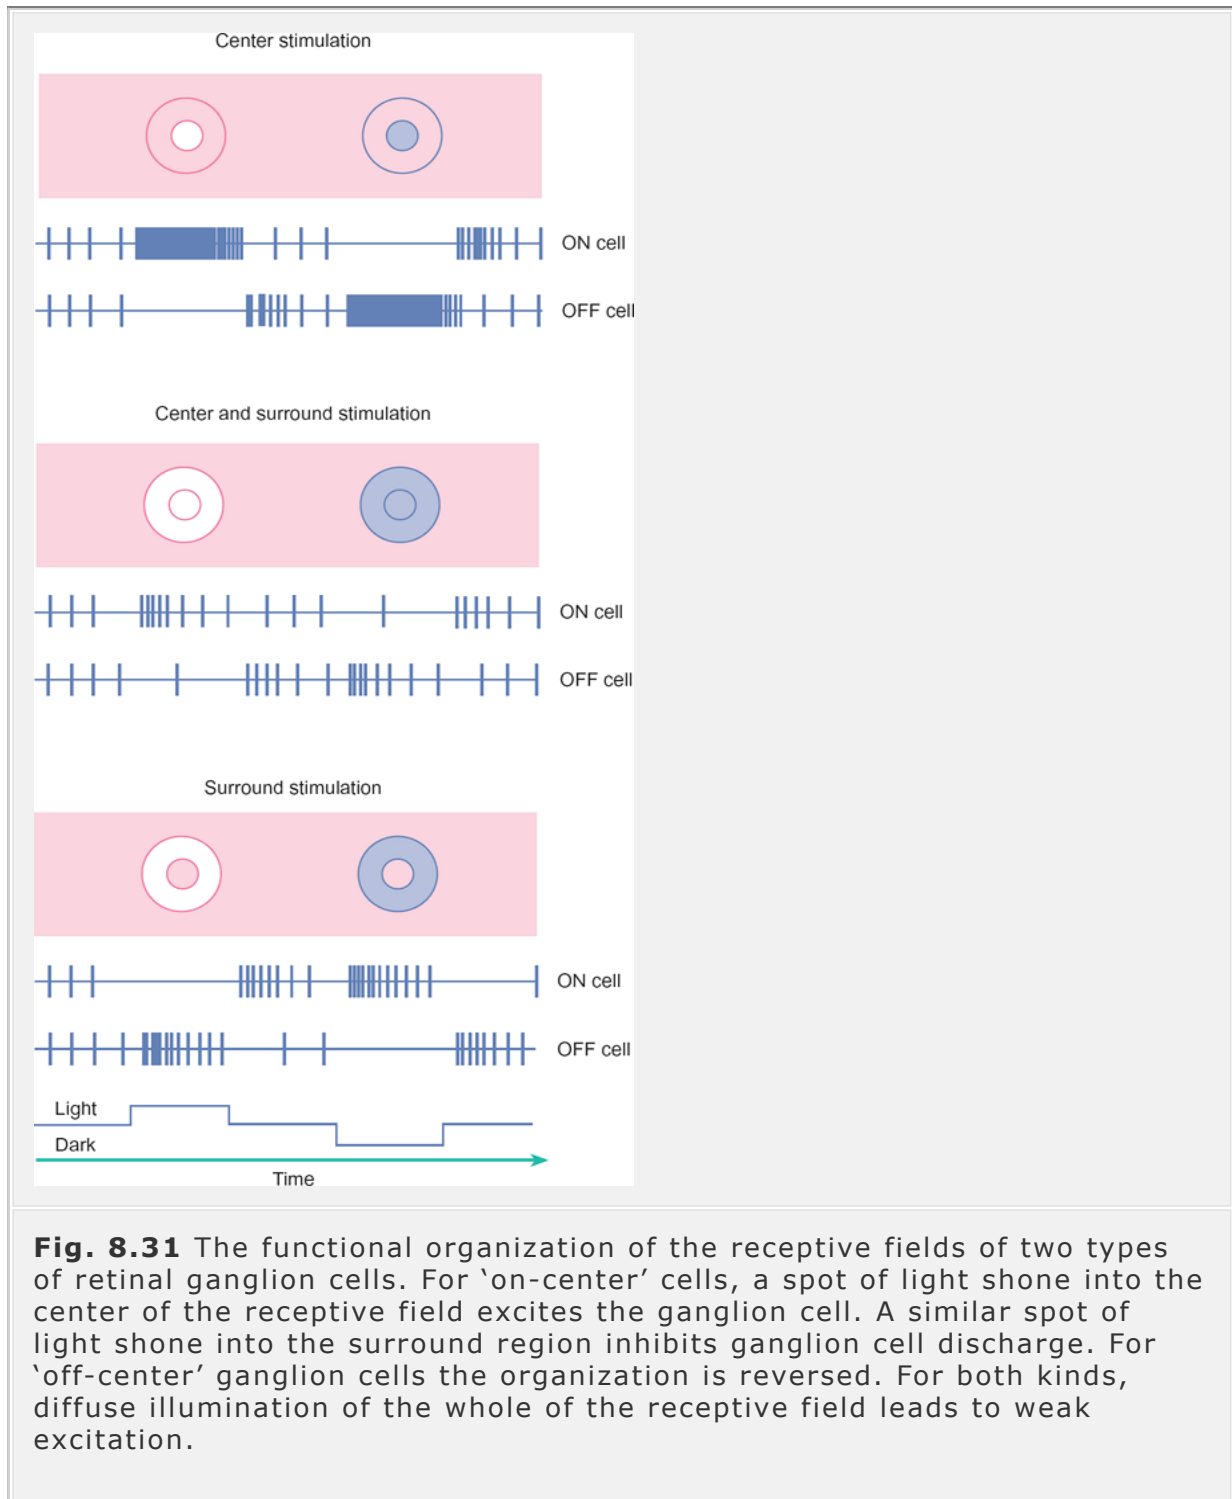 Center stimulation
ON cell
OFF cell
Center and surround stimulation
ON cell
OFF cell
Surround stimulation
ON cell
OFF cell
Light
Dark
Time
Fig. 8.31 The functional organization of the receptive fields of two types
of retinal ganglion cells. For ‘on-center’ cells, a spot of light shone into the
center of the receptive field excites the ganglion cell. A similar spot of
light shone into the surround region inhibits ganglion cell discharge. For
‘off-center’ ganglion cells the organization is reversed. For both kinds,
diffuse illumination of the whole of the receptive field leads to weak
excitation.